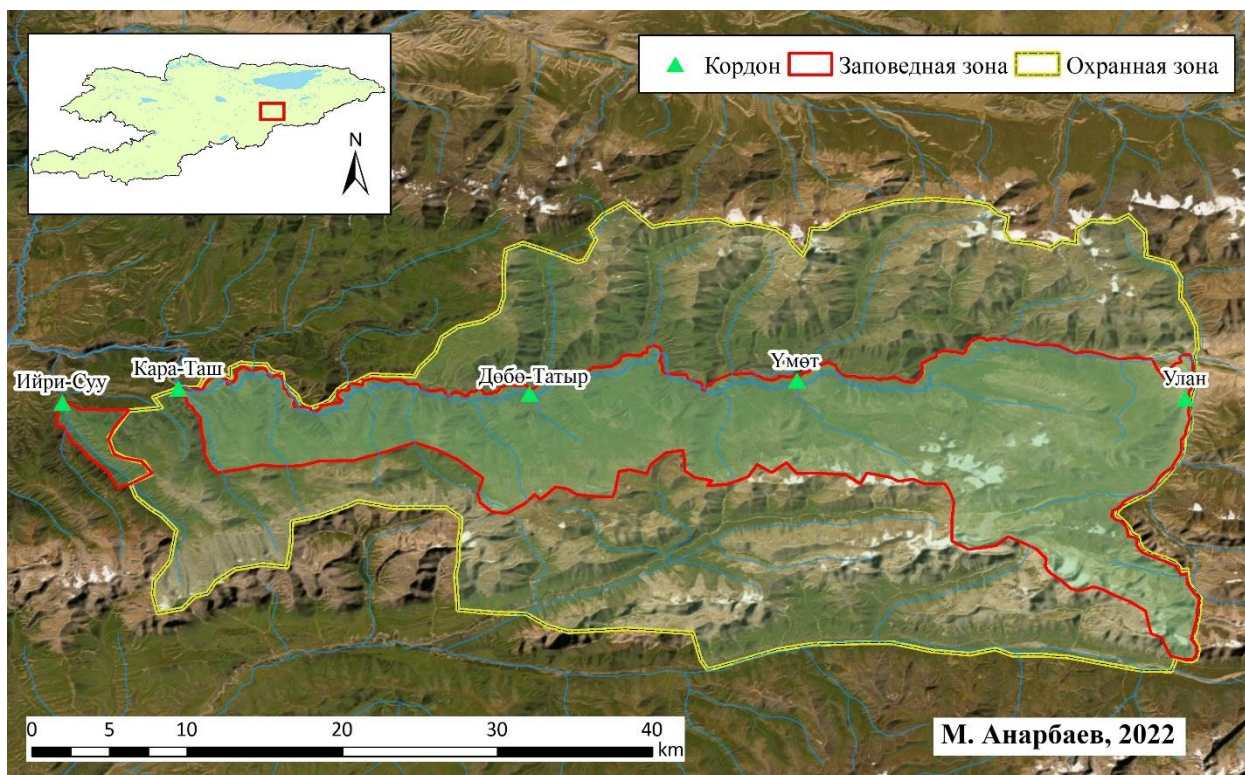 N
Кордон Заповедная зона Охранная зона
Ийри-Суу
Кара-Таш
Дөбө-Татыр
Үмөт
Улан
0 5 10 20 30 40
km
М. Анарбаев, 2022